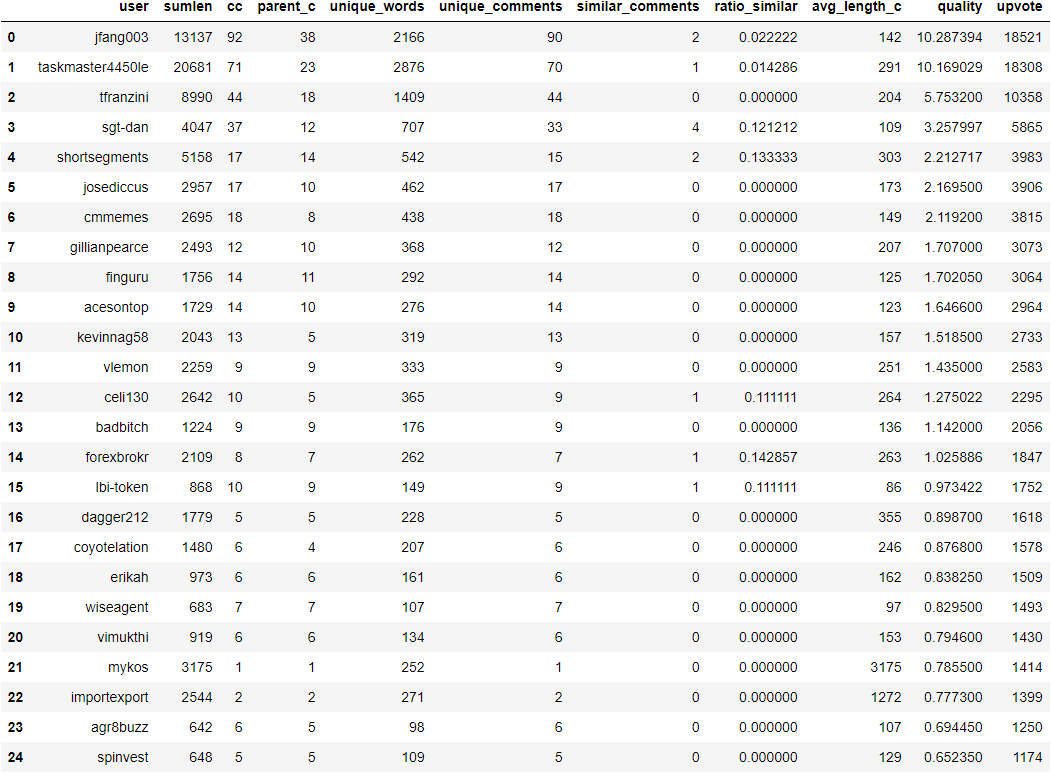 user sumlen cc parent_c unique_words unique_comments similar_comments ratio_similar avg_length_c quality upvote
0 jfang003 13137 92 38 2166 90 2 0.022222 142 10.287394 18521
1 taskmaster4450le 20681 71 23 2876 70 1 0.014286 291 10.169029 18308
2 tfranzini 8990 44 18 1409 44 0 0.000000 204 5.753200 10358
3 sgt-dan 4047 37 12 707 33 4 0.121212 109 3.257997 5865
4 shortsegments 5158 17 14 542 15 2 0.133333 303 2.212717 3983
5 josediccus 2957 17 10 462 17 0 0.000000 173 2.169500 3906
6 cmmemes 2695 18 8 438 18 0 0.000000 149 2.119200 3815
7 gillianpearce 2493 12 10 368 12 0 0.000000 207 1.707000 3073
8 finguru 1756 14 11 292 14 0 0.000000 125 1.702050 3064
9 acesontop 1729 14 10 276 14 0 0.000000 123 1.646600 2964
10 kevinnag58 2043 13 5 319 13 0 0.000000 157 1.518500 2733
11 vlemon 2259 9 9 333 9 0 0.000000 251 1.435000 2583
12 celi130 2642 10 5 365 9 1 0.111111 264 1.275022 2295
13 badbitch 1224 9 9 176 9 0 0.000000 136 1.142000 2056
14 forexbrokr 2109 8 7 262 7 1 0.142857 263 1.025886 1847
15 lbi-token 868 10 9 149 9 1 0.111111 86 0.973422 1752
16 dagger212 1779 5 5 228 5 0 0.000000 355 0.898700 1618
17 coyotelation 1480 6 4 207 6 0 0.000000 246 0.876800 1578
18 erikah 973 6 6 161 6 0 0.000000 162 0.838250 1509
19 wiseagent 683 7 7 107 7 0 0.000000 97 0.829500 1493
20 vimukthi 919 6 6 134 6 0 0.000000 153 0.794600 1430
21 mykos 3175 1 1 252 1 0 0.000000 3175 0.785500 1414
22 importexport 2544 2 2 271 2 0 0.000000 1272 0.777300 1399
23 agr8buzz 642 6 5 98 6 0 0.000000 107 0.694450 1250
24 spinvest 648 5 5 109 5 0 0.000000 129 0.652350 1174